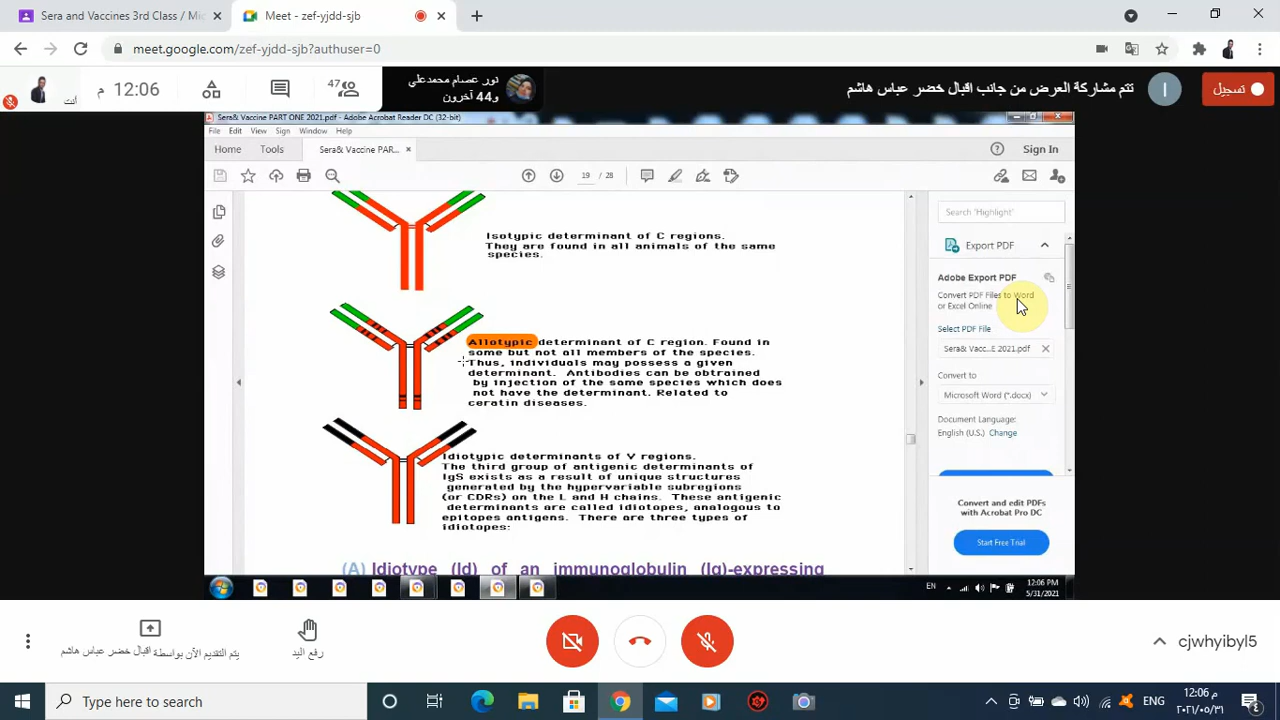 Sera and Vaccines 3rd Class / Mic
Meet - zef-yjdd-sjb
meet.google.com/zef-yjdd-sjb?authuser=0
أنت
12:06 م
47
نور عصام محمدعلي
و44 آخرون
تتم مشاركة العرض من جانب اقبال خضر عباس هاشم
I
تسجيل
Sera& Vaccine PART ONE 2021.pdf - Adobe Acrobat Reader DC (32-bit)
File Edit View Sign Window Help
Home Tools Sera& Vaccine PAR...
Sign In
19 / 28
Isotypic determinant of C regions.
They are found in all animals of the same
species.
Allotypic determinant of C region. Found in
some but not all members of the species.
Thus, individuals may possess a given
determinant. Antibodies can be obtrained
by injection of the same species which does
not have the determinant. Related to
ceratin diseases.
Idiotypic determinants of V regions.
The third group of antigenic determinants of
IgS exists as a result of unique structures
generated by the hypervariable subregions
(or CDRs) on the L and H chains. These antigenic
determinants are called idiotopes, analogous to
epitopes antigens. There are three types of
idiotopes:
(A) Idiotype (Id) of an immunoglobulin (Ig)-expressing
Search 'Highlight'
Export PDF
Adobe Export PDF
Convert PDF Files to Word
or Excel Online
Select PDF File
Sera& Vacc...E 2021.pdf
Convert to
Microsoft Word (*.docx)
Document Language:
English (U.S.) Change
Convert and edit PDFs
with Acrobat Pro DC
Start Free Trial
EN
12:06 PM
5/31/2021
يتم التقديم الآن بواسطة اقبال خضر عباس هاشم
رفع اليد
cjwhyibyl5
Type here to search
ENG
12:06 م
٢٠٢١/٠٥/٣١